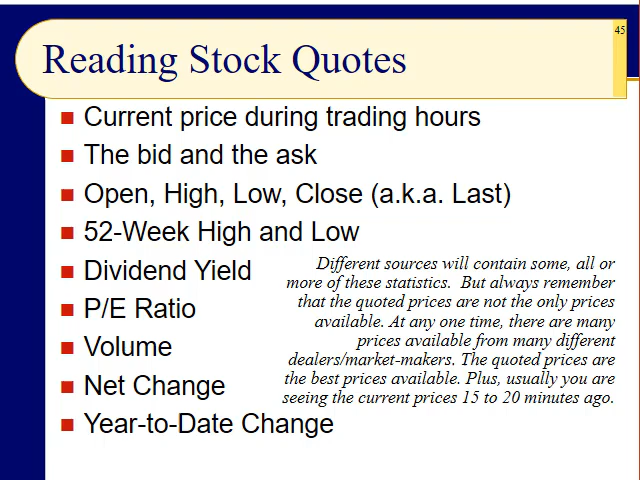 45
Reading Stock Quotes
Current price during trading hours
The bid and the ask
Open, High, Low, Close (a.k.a. Last)
52-Week High and Low
Dividend Yield
P/E Ratio
Volume
Net Change
Year-to-Date Change
Different sources will contain some, all or
more of these statistics. But always remember
that the quoted prices are not the only prices
available. At any one time, there are many
prices available from many different
dealers/market-makers. The quoted prices are
the best prices available. Plus, usually you are
seeing the current prices 15 to 20 minutes ago.